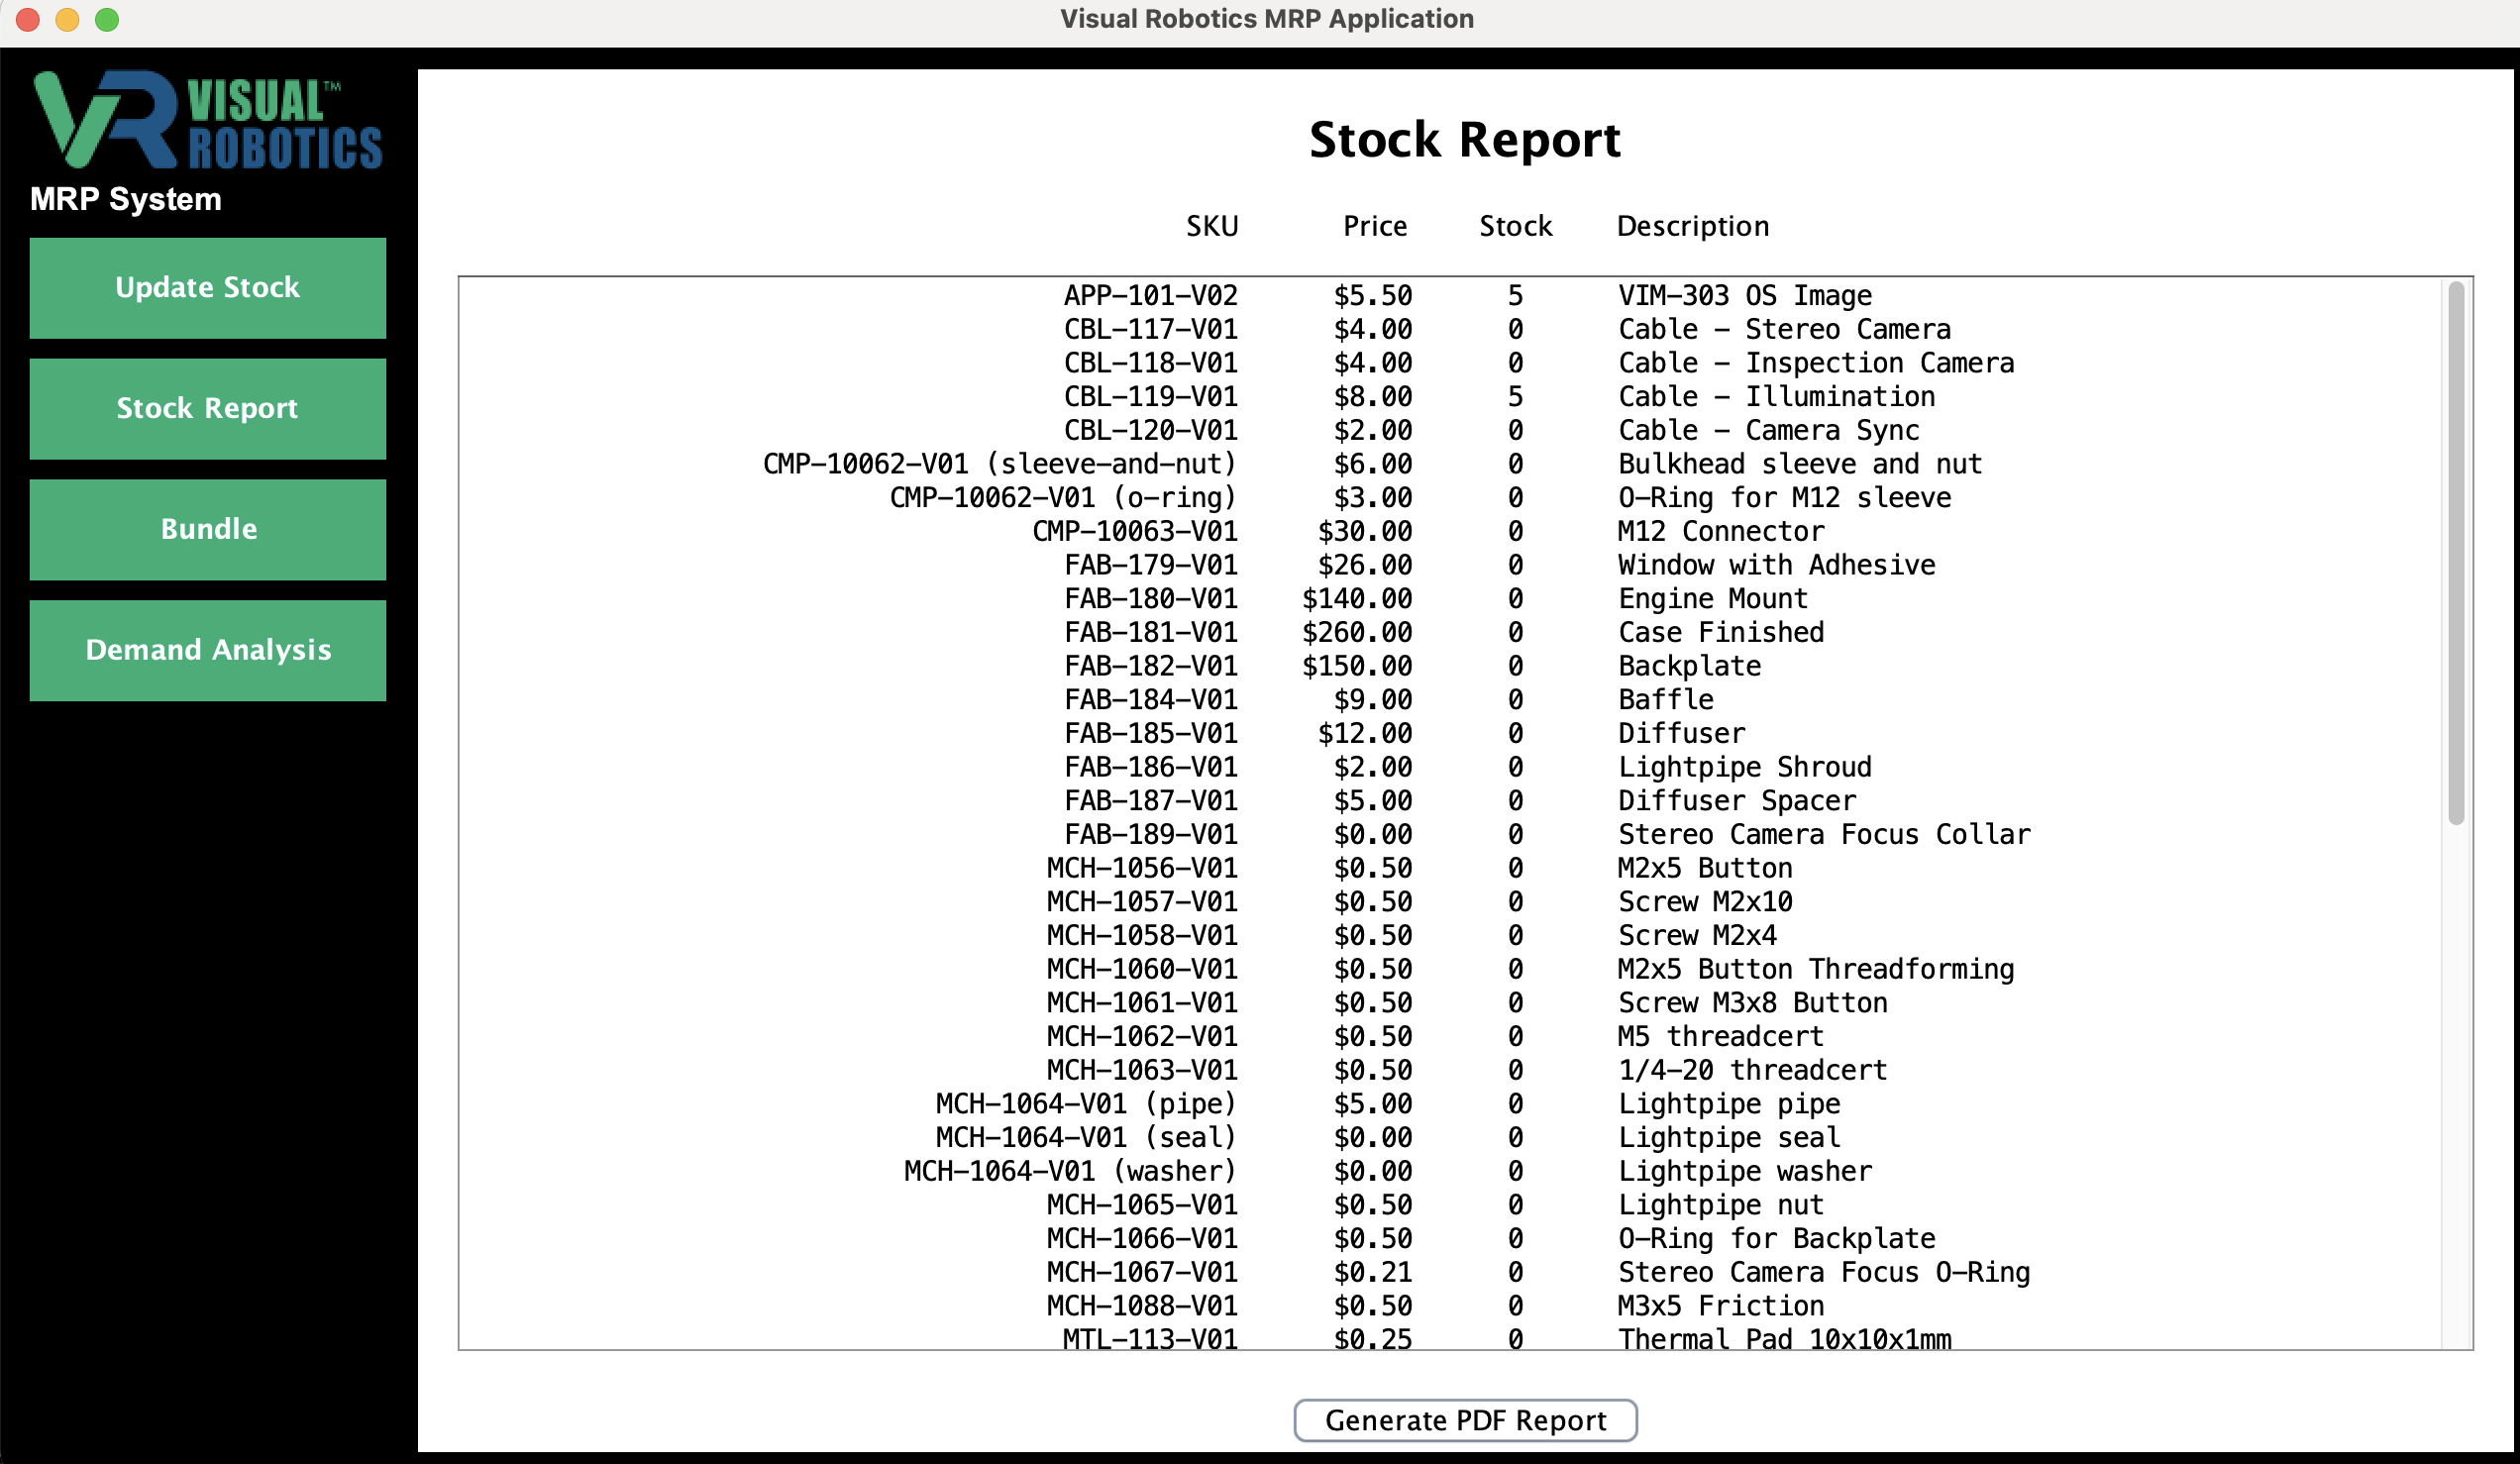 Visual Robotics MRP Application
VISUAL™
ROBOTICS
MRP System
Update Stock
Stock Report
Bundle
Demand Analysis
Stock Report
SKU Price Stock Description
APP-101-V02 $5.50 5 VIM-303 OS Image
CBL-117-V01 $4.00 0 Cable - Stereo Camera
CBL-118-V01 $4.00 0 Cable - Inspection Camera
CBL-119-V01 $8.00 5 Cable - Illumination
CBL-120-V01 $2.00 0 Cable - Camera Sync
CMP-10062-V01 (sleeve-and-nut) $6.00 0 Bulkhead sleeve and nut
CMP-10062-V01 (o-ring) $3.00 0 O-Ring for M12 sleeve
CMP-10063-V01 $30.00 0 M12 Connector
FAB-179-V01 $26.00 0 Window with Adhesive
FAB-180-V01 $140.00 0 Engine Mount
FAB-181-V01 $260.00 0 Case Finished
FAB-182-V01 $150.00 0 Backplate
FAB-184-V01 $9.00 0 Baffle
FAB-185-V01 $12.00 0 Diffuser
FAB-186-V01 $2.00 0 Lightpipe Shroud
FAB-187-V01 $5.00 0 Diffuser Spacer
FAB-189-V01 $0.00 0 Stereo Camera Focus Collar
MCH-1056-V01 $0.50 0 M2x5 Button
MCH-1057-V01 $0.50 0 Screw M2x10
MCH-1058-V01 $0.50 0 Screw M2x4
MCH-1060-V01 $0.50 0 M2x5 Button Threadforming
MCH-1061-V01 $0.50 0 Screw M3x8 Button
MCH-1062-V01 $0.50 0 M5 threadcert
MCH-1063-V01 $0.50 0 1/4-20 threadcert
MCH-1064-V01 (pipe) $5.00 0 Lightpipe pipe
MCH-1064-V01 (seal) $0.00 0 Lightpipe seal
MCH-1064-V01 (washer) $0.00 0 Lightpipe washer
MCH-1065-V01 $0.50 0 Lightpipe nut
MCH-1066-V01 $0.50 0 O-Ring for Backplate
MCH-1067-V01 $0.21 0 Stereo Camera Focus O-Ring
MCH-1088-V01 $0.50 0 M3x5 Friction
MTL-113-V01 $0.25 0 Thermal Pad 10x10x1mm
Generate PDF Report